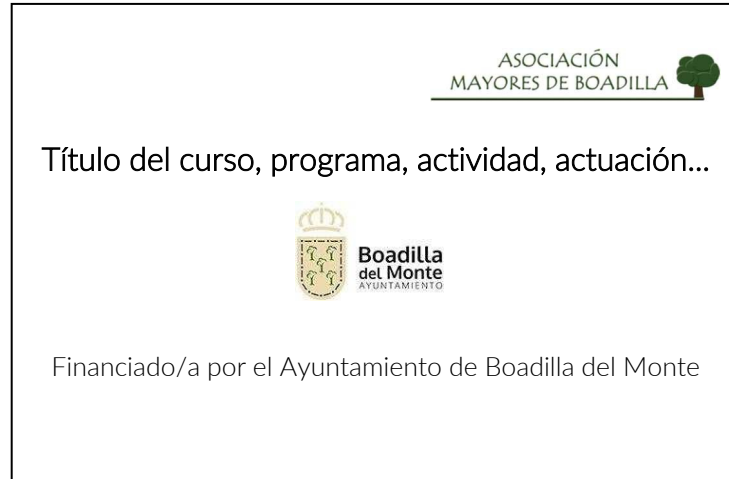 ASOCIACIÓN
MAYORES DE BOADILLA
Título del curso, programa, actividad, actuación...
Boadilla
del Monte
AYUNTAMIENTO
Financiado/a por el Ayuntamiento de Boadilla del Monte